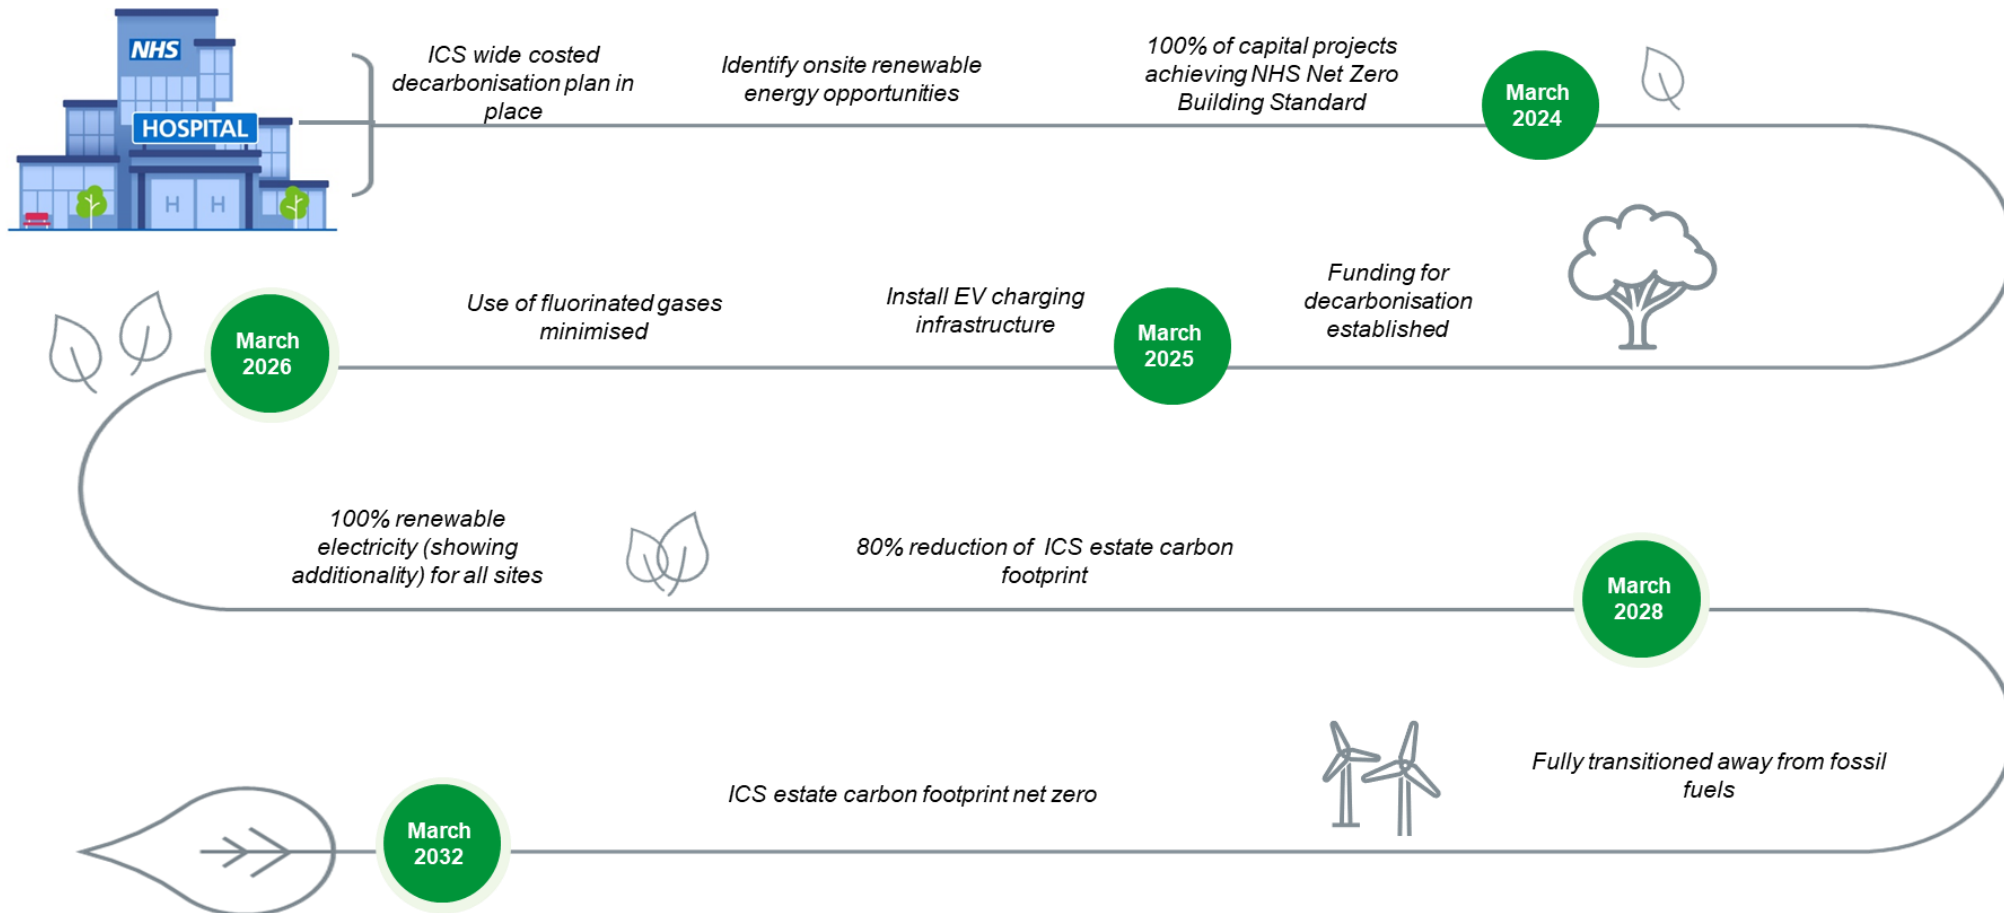 NHS
HOSPITAL
H H
ICS wide costed
decarbonisation plan in
place
Identify onsite renewable
energy opportunities
100% of capital projects
achieving NHS Net Zero
Building Standard
March
2024
Funding for
decarbonisation
established
March
2025
Install EV charging
infrastructure
Use of fluorinated gases
minimised
March
2026
100% renewable
electricity (showing
additionality) for all sites
80% reduction of ICS estate carbon
footprint
March
2028
Fully transitioned away from fossil
fuels
ICS estate carbon footprint net zero
March
2032